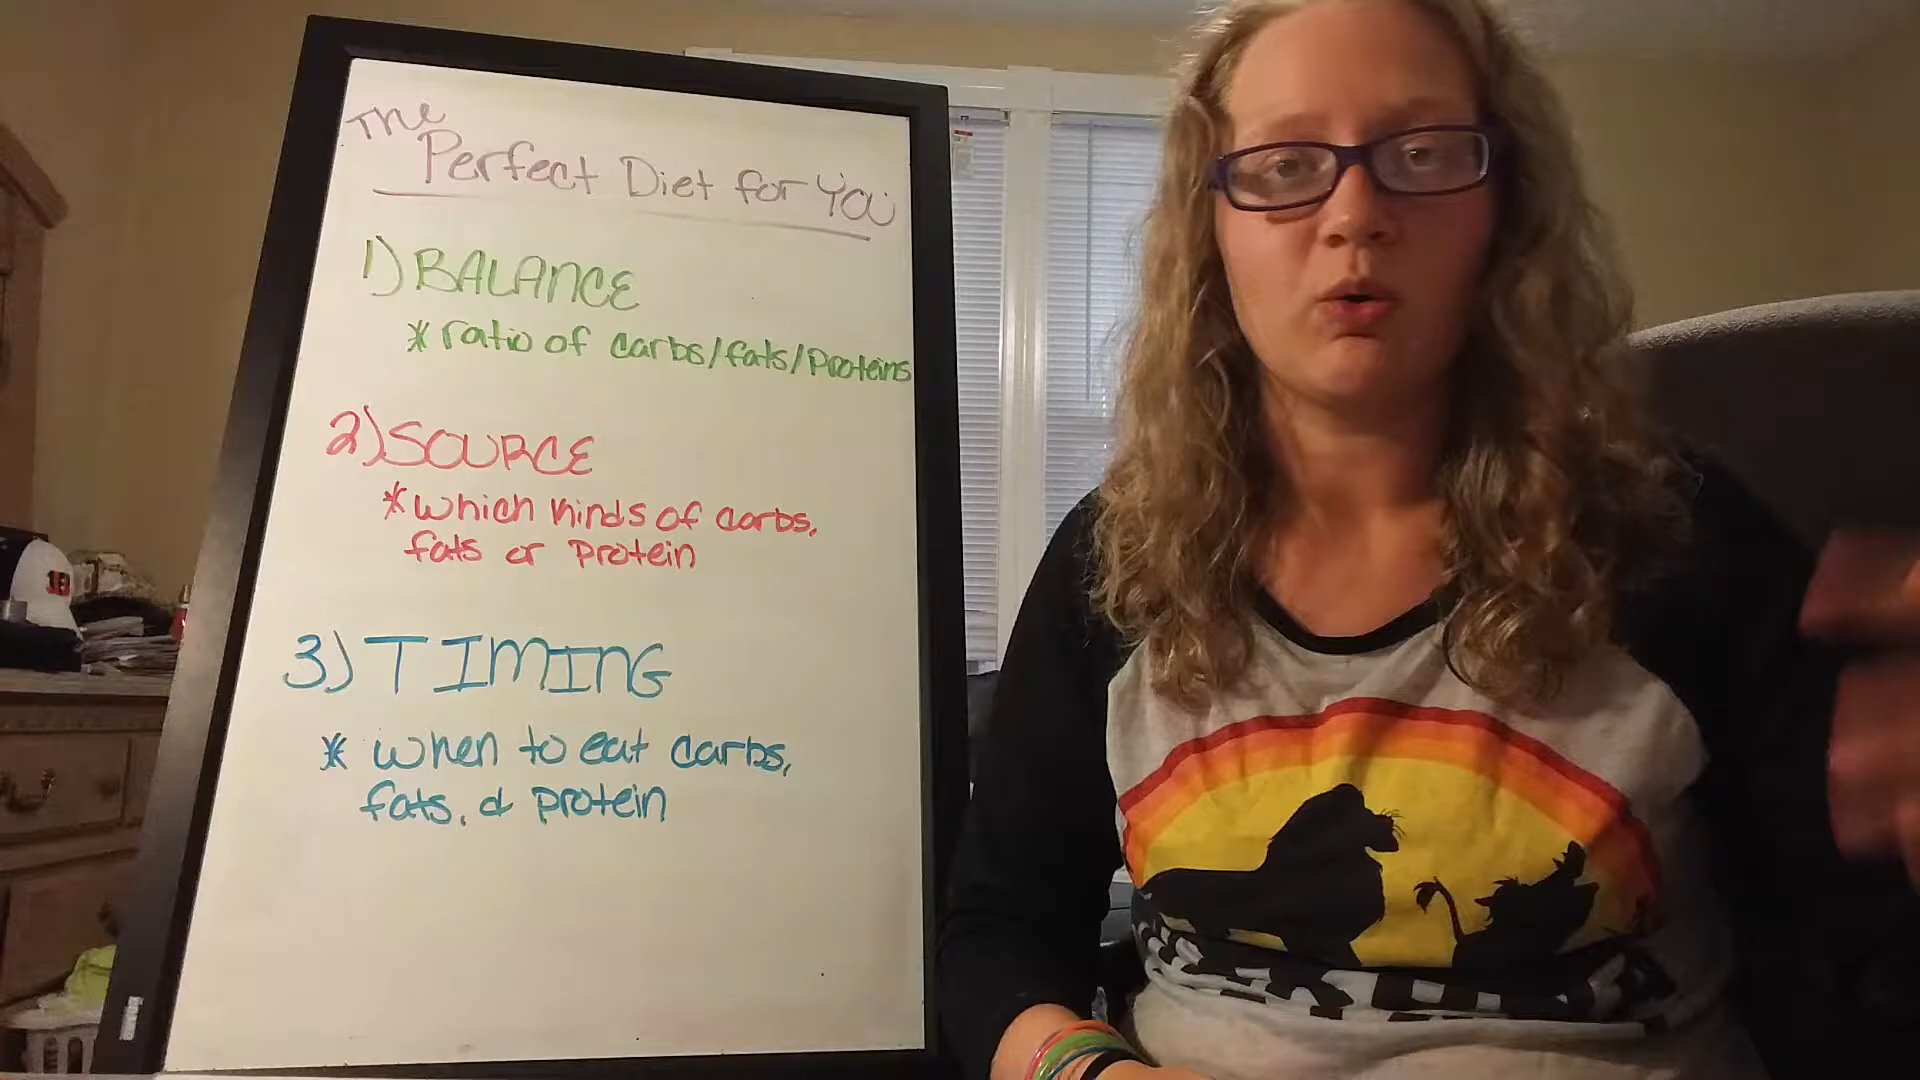 The
Perfect Diet for You
1) BALANCE
* ratio of carbs/fats/Proteins
2) SOURCE
* which kinds of carbs,
fats or protein
3) TIMING
* when to eat carbs,
fats, & protein